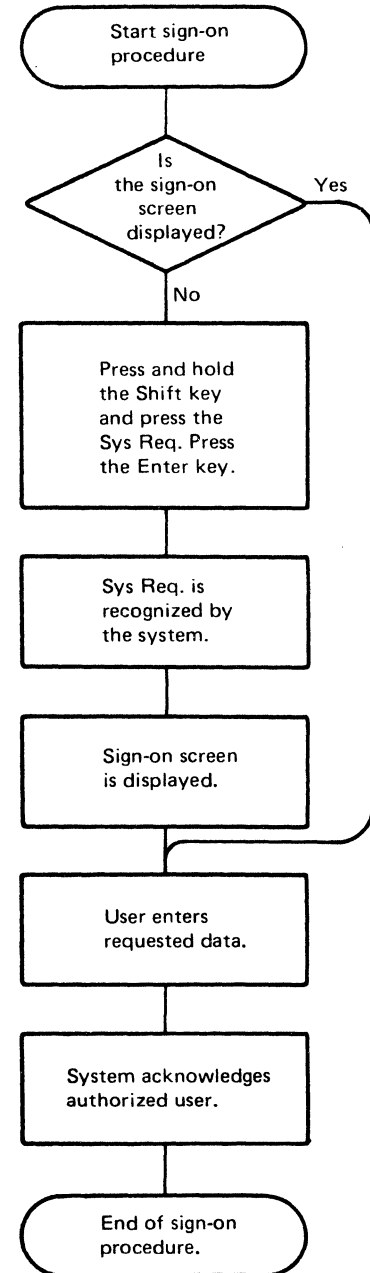 Start sign-on
procedure
Is
the sign-on
screen
displayed?
Yes
No
Press and hold
the Shift key
and press the
Sys Req. Press
the Enter key.
Sys Req. is
recognized by
the system.
Sign-on screen
is displayed.
User enters
requested data.
System acknowledges
authorized user.
End of sign-on
procedure.